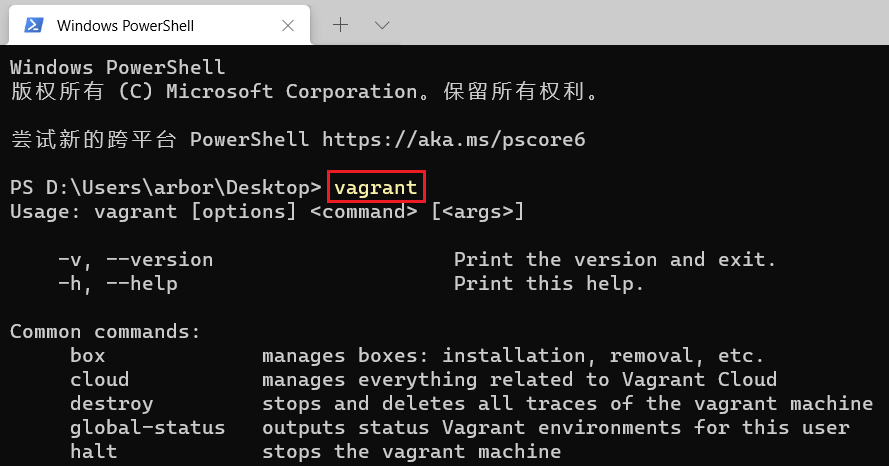 Windows PowerShell
Windows PowerShell
版权所有 (C) Microsoft Corporation。保留所有权利。
尝试新的跨平台 PowerShell https://aka.ms/pscore6
PS D:\Users\arbor\Desktop> vagrant
Usage: vagrant [options] <command> [<args>]
-v, --version                    Print the version and exit.
-h, --help                       Print this help.
Common commands:
box             manages boxes: installation, removal, etc.
cloud           manages everything related to Vagrant Cloud
destroy         stops and deletes all traces of the vagrant machine
global-status   outputs status Vagrant environments for this user
halt            stops the vagrant machine